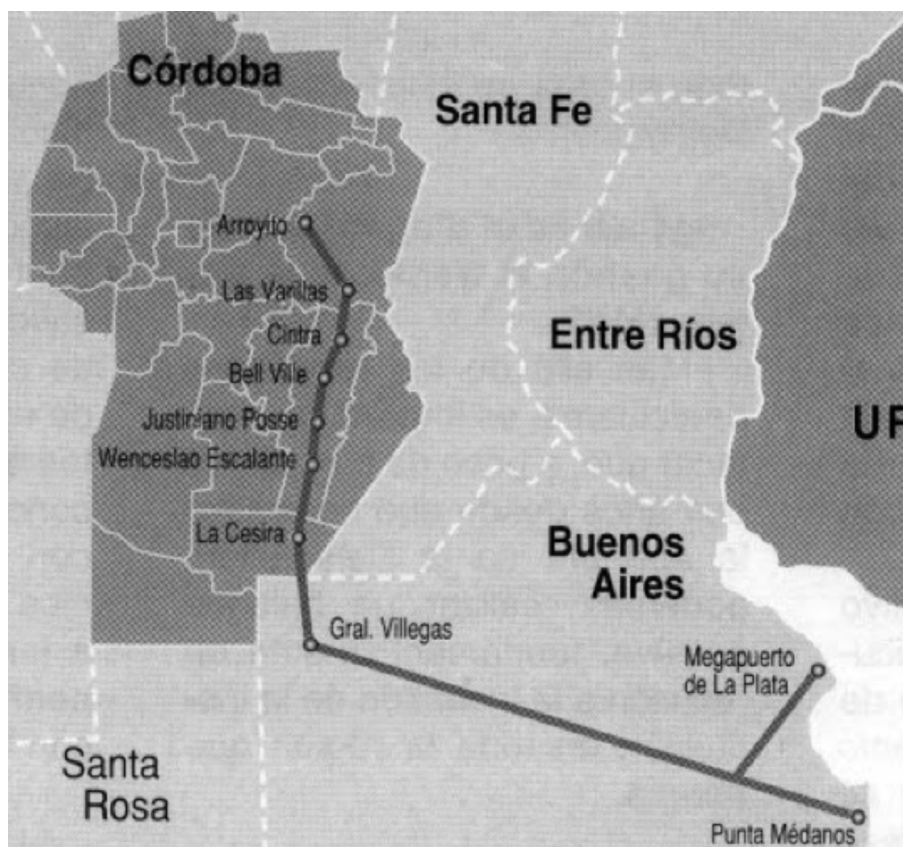 Córdoba
Santa Fe
Arroyito
Las Varillas
Cintra
Entre Ríos
Bell Ville
Justiniano Posse
UR
Wenceslao Escalante
La Cesira
Buenos
Aires
Gral. Villegas
Megapuerto
de La Plata
Santa
Rosa
Punta Médanos